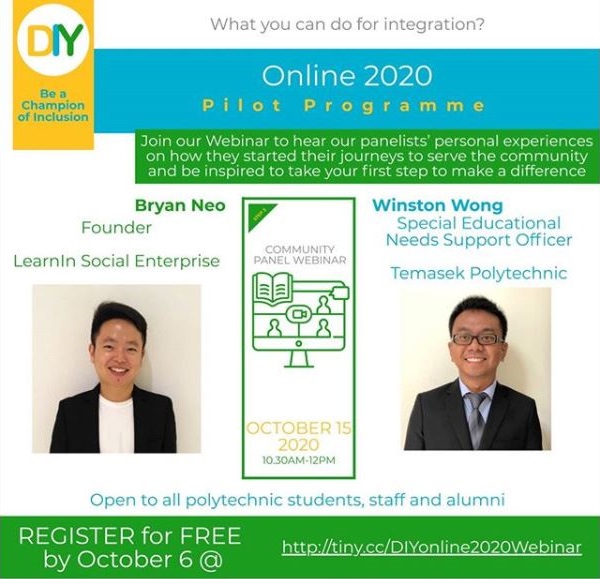 What you can do for integration?
DIY
Be a
Champion
of Inclusion
Online 2020
Pilot Programme
Join our Webinar to hear our panelists' personal experiences
on how they started their journeys to serve the community
and be inspired to take your first step to make a difference
Bryan Neo
Founder
LearnIn Social Enterprise
COMMUNITY
PANEL WEBINAR
OCTOBER 15
2020
10.30AM-12PM
Winston Wong
Special Educational
Needs Support Officer
Temasek Polytechnic
Open to all polytechnic students, staff and alumni
REGISTER for FREE
by October 6 @
http://tiny.cc/DIYonline2020Webinar